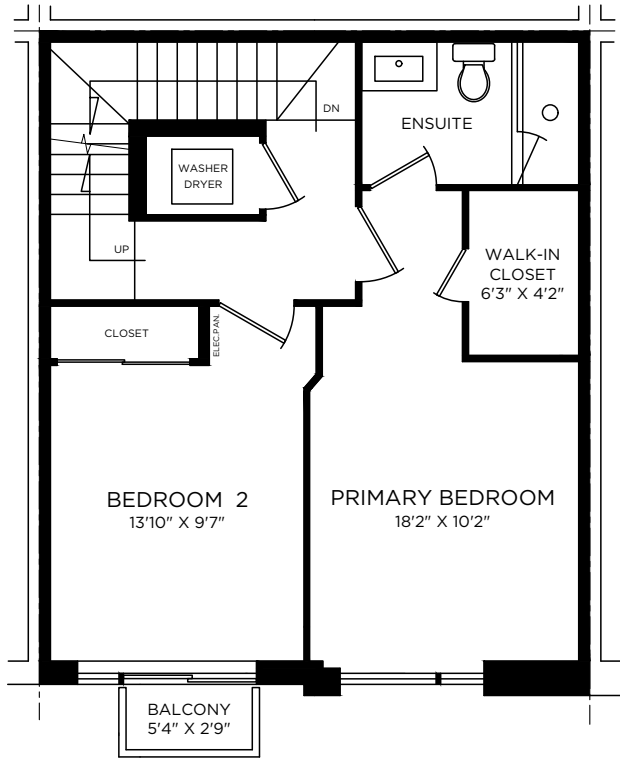 DN
ENSUITE
WASHER
DRYER
UP
WALK-IN
CLOSET
6'3" X 4'2"
CLOSET
ELEC.PAN.
BEDROOM 2
13'10" X 9'7"
PRIMARY BEDROOM
18'2" X 10'2"
BALCONY
5'4" X 2'9"